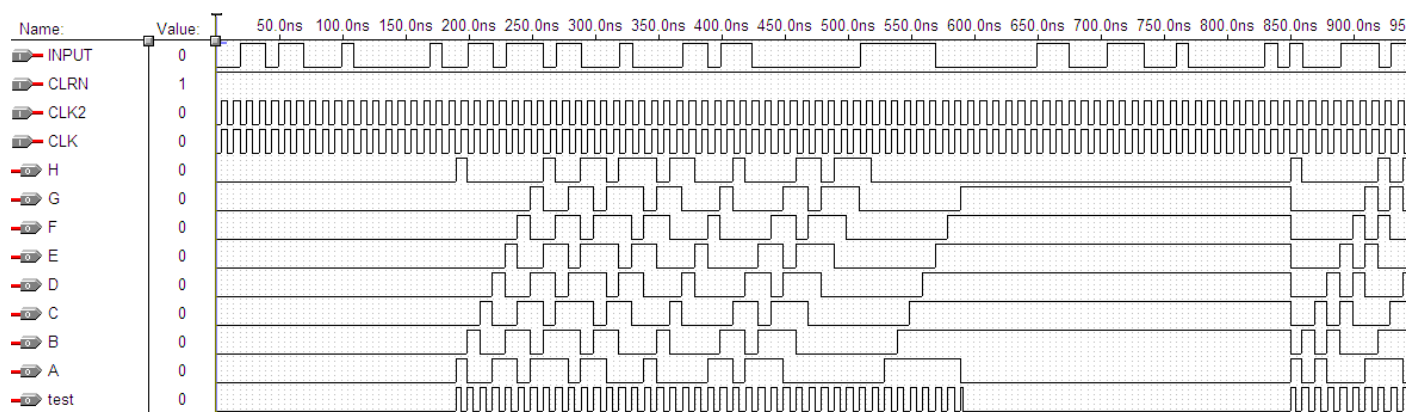 Name: Value: 50.0ns 100.0ns 150.0ns 200.0ns 250.0ns 300.0ns 350.0ns 400.0ns 450.0ns 500.0ns 550.0ns 600.0ns 650.0ns 700.0ns 750.0ns 800.0ns 850.0ns 900.0ns 95
INPUT 0
CLRN 1
CLK2 0
CLK 0
H 0
G 0
F 0
E 0
D 0
C 0
B 0
A 0
test 0